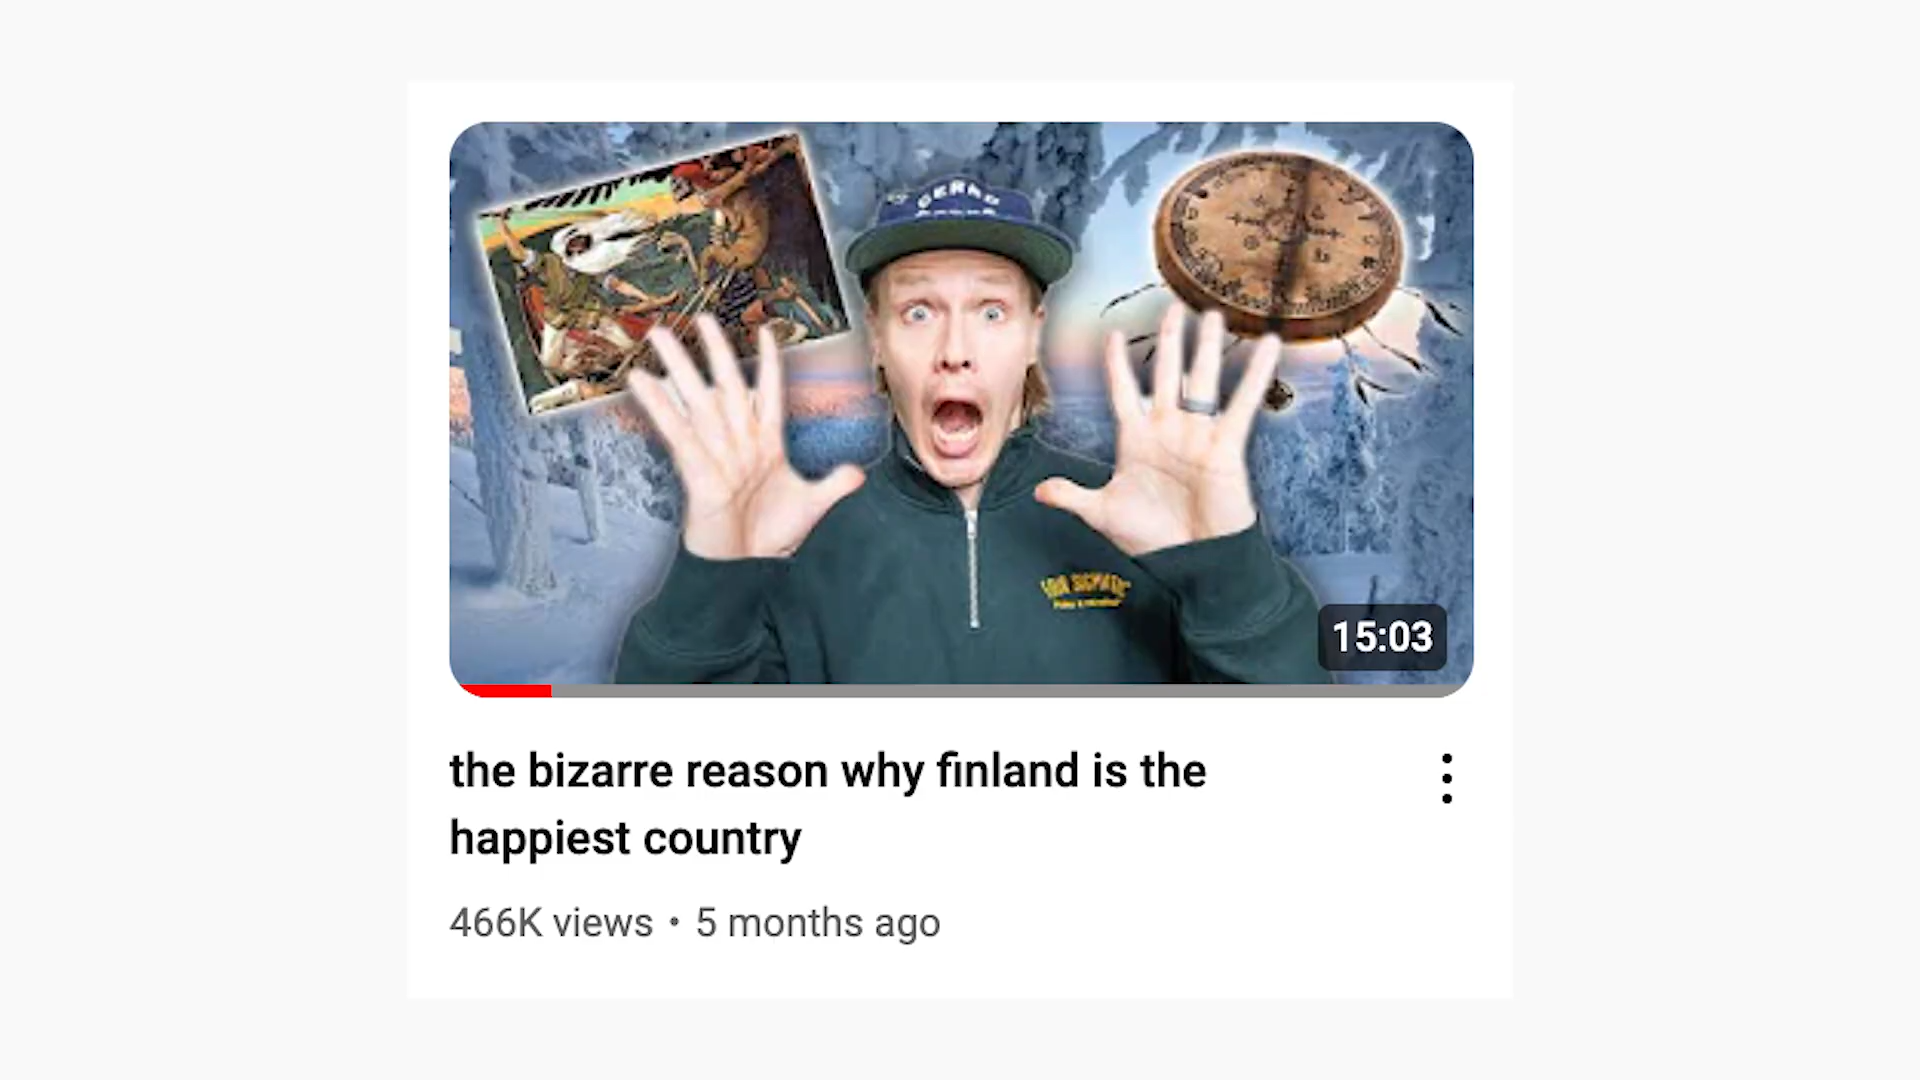 15:03
the bizarre reason why finland is the
happiest country
466K views • 5 months ago